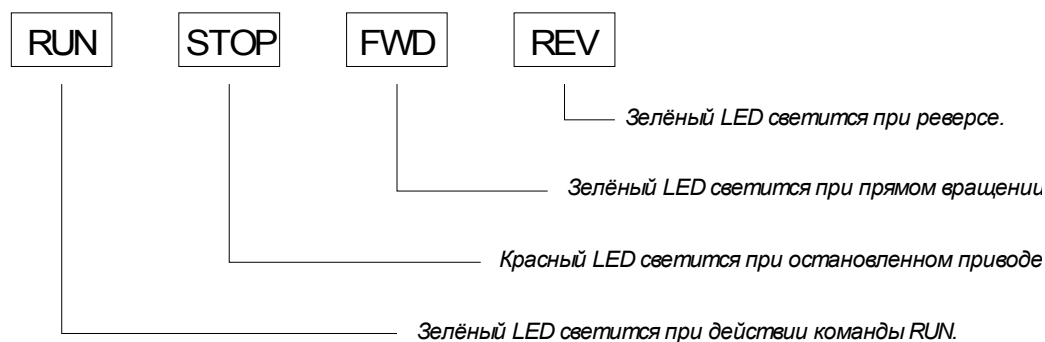 RUN STOP FWD REV
Зелёный LED светится при реверсе.
Зелёный LED светится при прямом вращении
Красный LED светится при остановленном приводе
Зелёный LED светится при действии команды RUN.